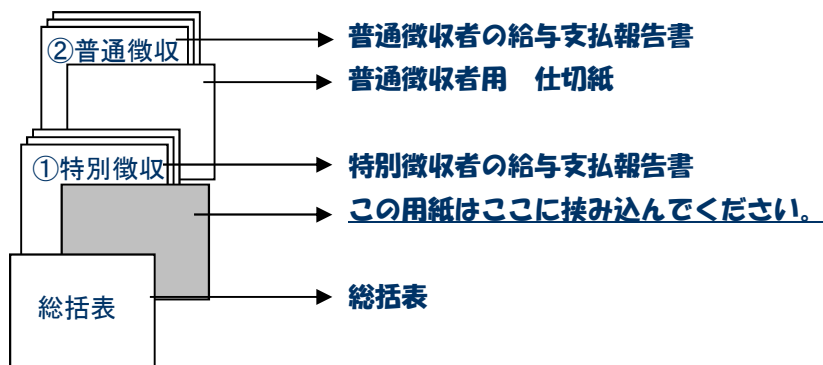 ②普通徴収
普通徴収者の給与支払報告書
普通徴収者用　仕切紙
①特別徴収
特別徴収者の給与支払報告書
この用紙はここに挟み込んでください。
総括表
総括表